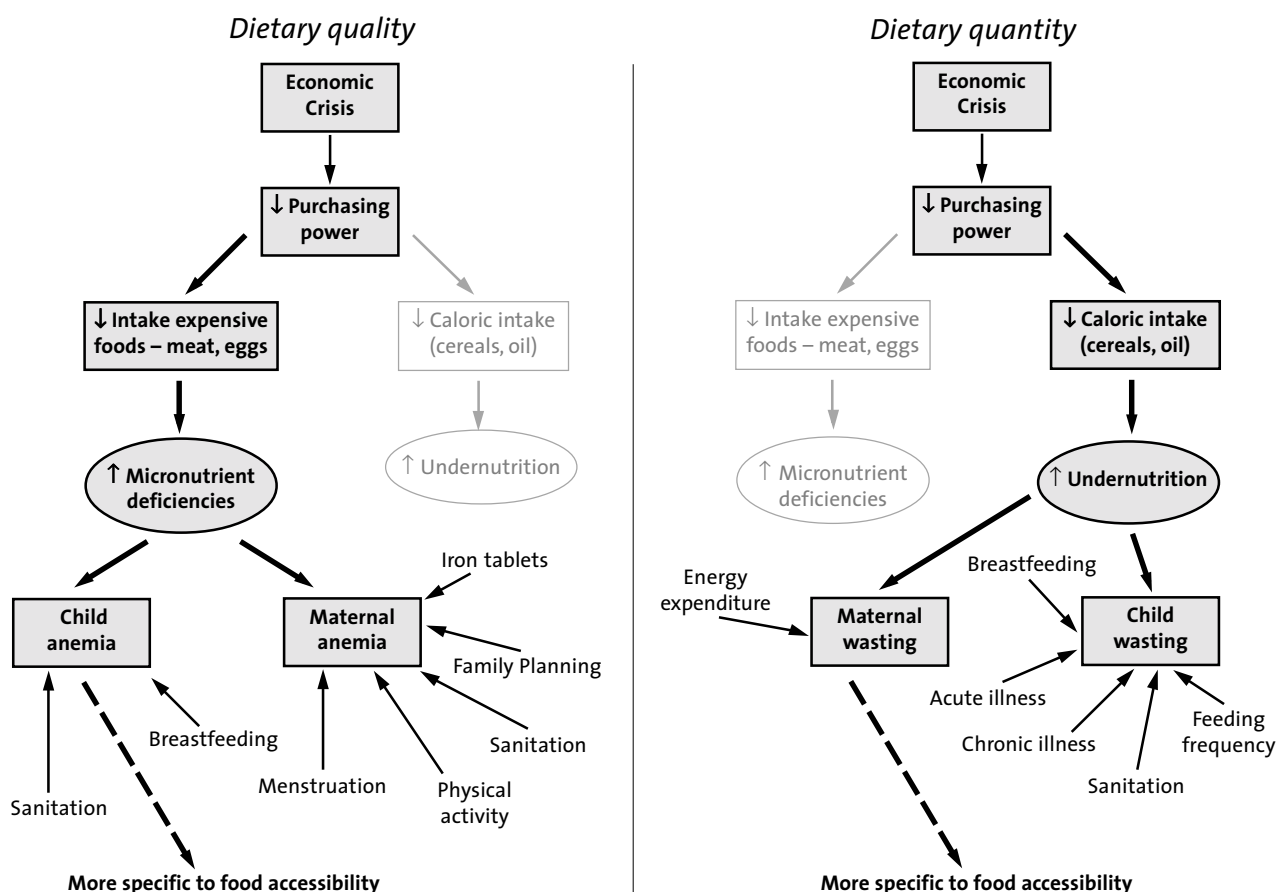 Dietary quality
Economic
Crisis
↓ Purchasing
power
↓ Intake expensive
foods – meat, eggs
↓ Caloric intake
(cereals, oil)
↑ Micronutrient
deficiencies
↑ Undernutrition
Iron tablets
Child
anemia
Maternal
anemia
Family Planning
Sanitation
Breastfeeding
Menstruation
Physical
activity
Sanitation
More specific to food accessibility
Dietary quantity
Economic
Crisis
↓ Purchasing
power
↓ Intake expensive
foods – meat, eggs
↓ Caloric intake
(cereals, oil)
↑ Micronutrient
deficiencies
↑ Undernutrition
Breastfeeding
Energy
expenditure
Maternal
wasting
Child
wasting
Acute illness
Chronic illness
Feeding
frequency
Sanitation
More specific to food accessibility